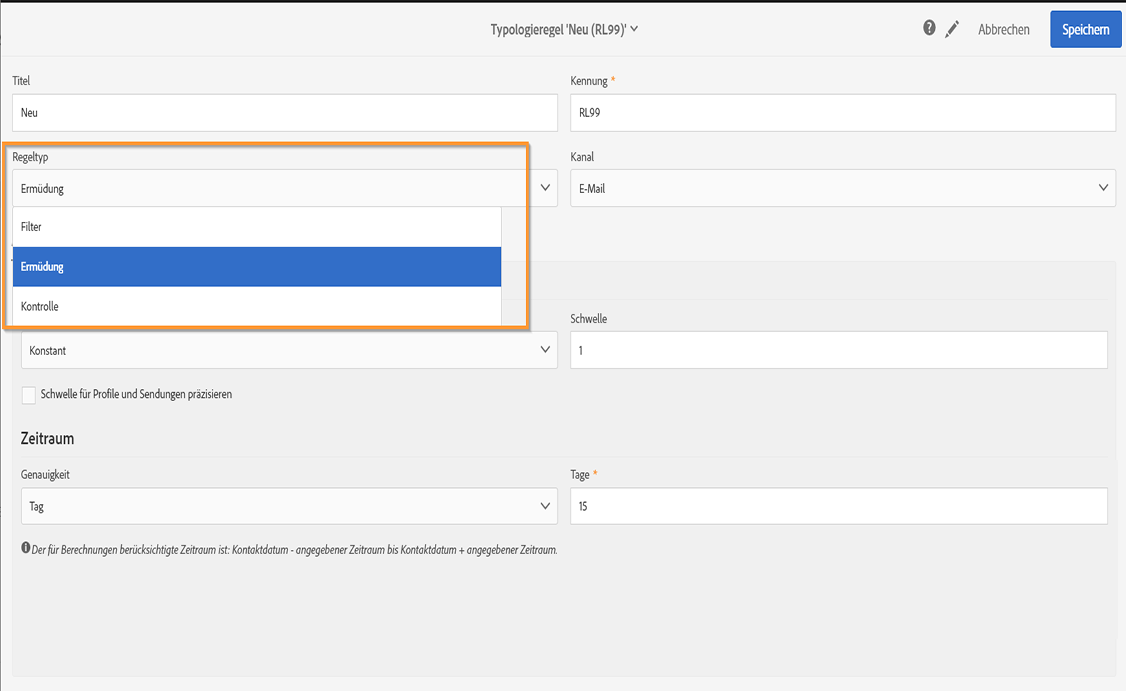 Typologieregel 'Neu (RL99)'
Abbrechen
Speichern
Titel
Kennung *
Neu
RL99
Regeltyp
Kanal
Ermüdung
E-Mail
Filter
Ermüdung
Kontrolle
Schwelle
Konstant
1
Schwelle für Profile und Sendungen präzisieren
Zeitraum
Genauigkeit
Tage *
Tag
15
Der für Berechnungen berücksichtigte Zeitraum ist: Kontaktdatum - angegebener Zeitraum bis Kontaktdatum + angegebener Zeitraum.